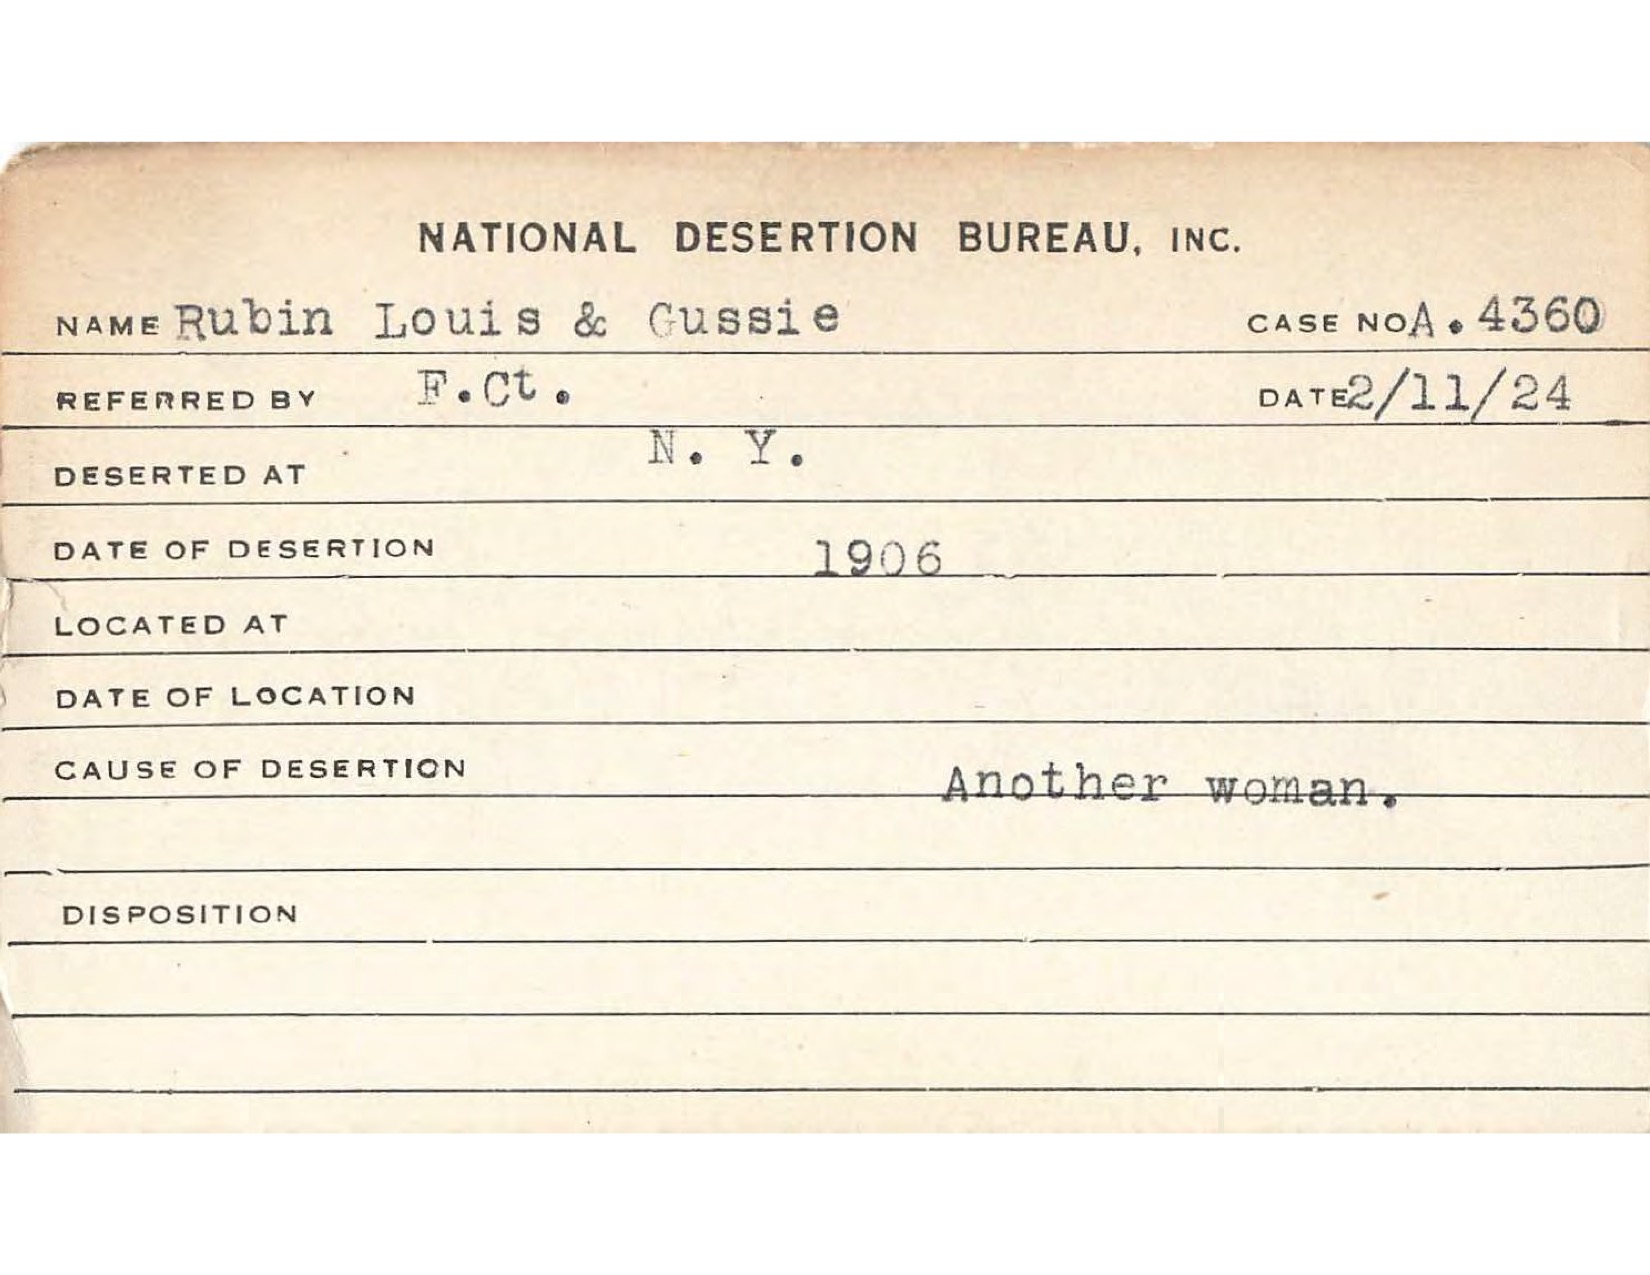 NATIONAL DESERTION BUREAU, INC.
NAME Rubin Louis & Gussie CASE NO A. 4360
REFERRED BY F.Ct. DATE 2/11/24
DESERTED AT N. Y.
DATE OF DESERTION 1906
LOCATED AT
DATE OF LOCATION
CAUSE OF DESERTION Another woman.
DISPOSITION